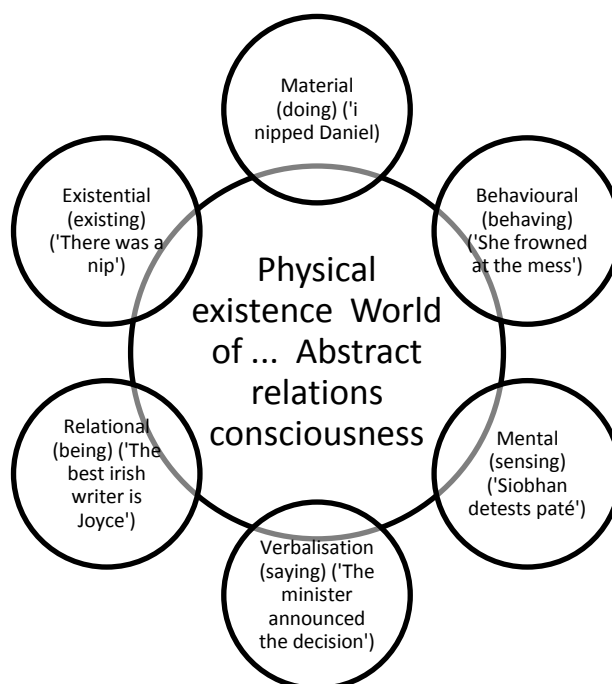 Material
(doing) ('i
nipped Daniel)
Existential
(existing)
('There was a
nip')
Behavioural
(behaving)
('She frowned
at the mess')
Physical
existence World
of ... Abstract
relations
consciousness
Relational
(being) ('The
best irish
writer is
Joyce')
Mental
(sensing)
('Siobhan
detests paté')
Verbalisation
(saying) ('The
minister
announced
the decision')